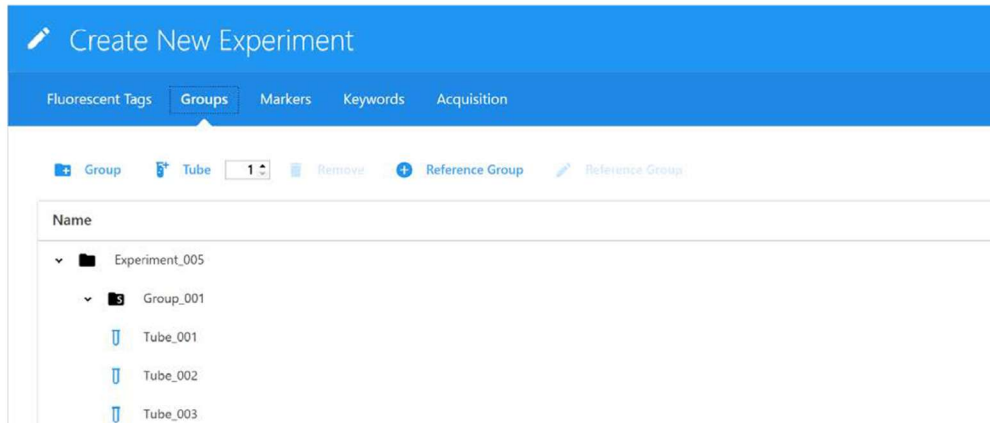 Create New Experiment
Fluorescent Tags Groups Markers Keywords Acquisition
Group Tube 1 Remove Reference Group Reference Group
Name
Experiment_005
S Group_001
Tube_001
Tube_002
Tube_003